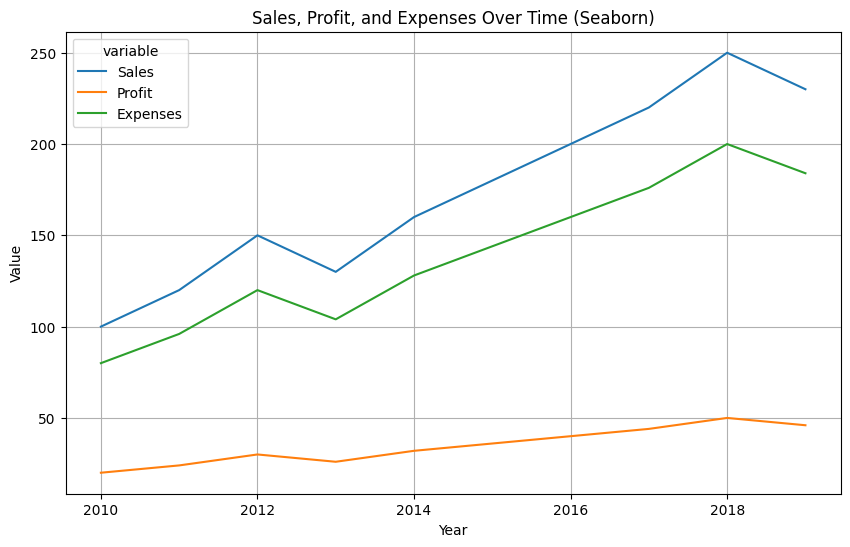 Sales, Profit, and Expenses Over Time (Seaborn)
variable
Sales
Profit
Expenses
250
200
150
100
50
Value
2010
2012
2014
2016
2018
Year